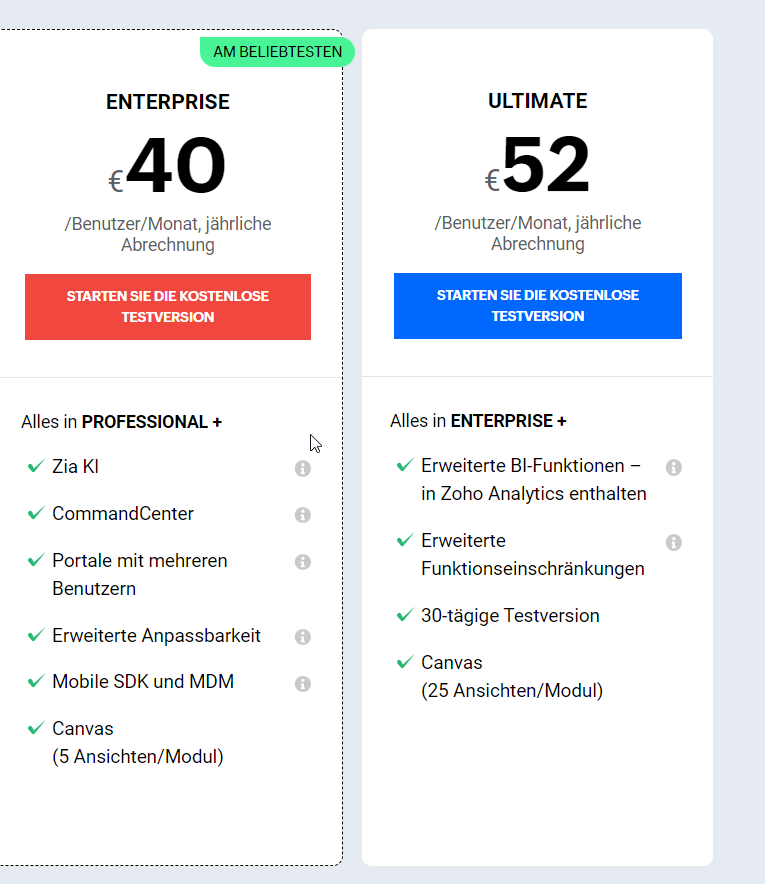 AM BELIEBTESTEN
ENTERPRISE
€40
/Benutzer/Monat, jährliche
Abrechnung
STARTEN SIE DIE KOSTENLOSE
TESTVERSION
Alles in PROFESSIONAL +
Zia KI
CommandCenter
Portale mit mehreren
Benutzern
Erweiterte Anpassbarkeit
Mobile SDK und MDM
Canvas
(5 Ansichten/Modul)
ULTIMATE
€52
/Benutzer/Monat, jährliche
Abrechnung
STARTEN SIE DIE KOSTENLOSE
TESTVERSION
Alles in ENTERPRISE +
Erweiterte BI-Funktionen –
in Zoho Analytics enthalten
Erweiterte
Funktionseinschränkungen
30-tägige Testversion
Canvas
(25 Ansichten/Modul)